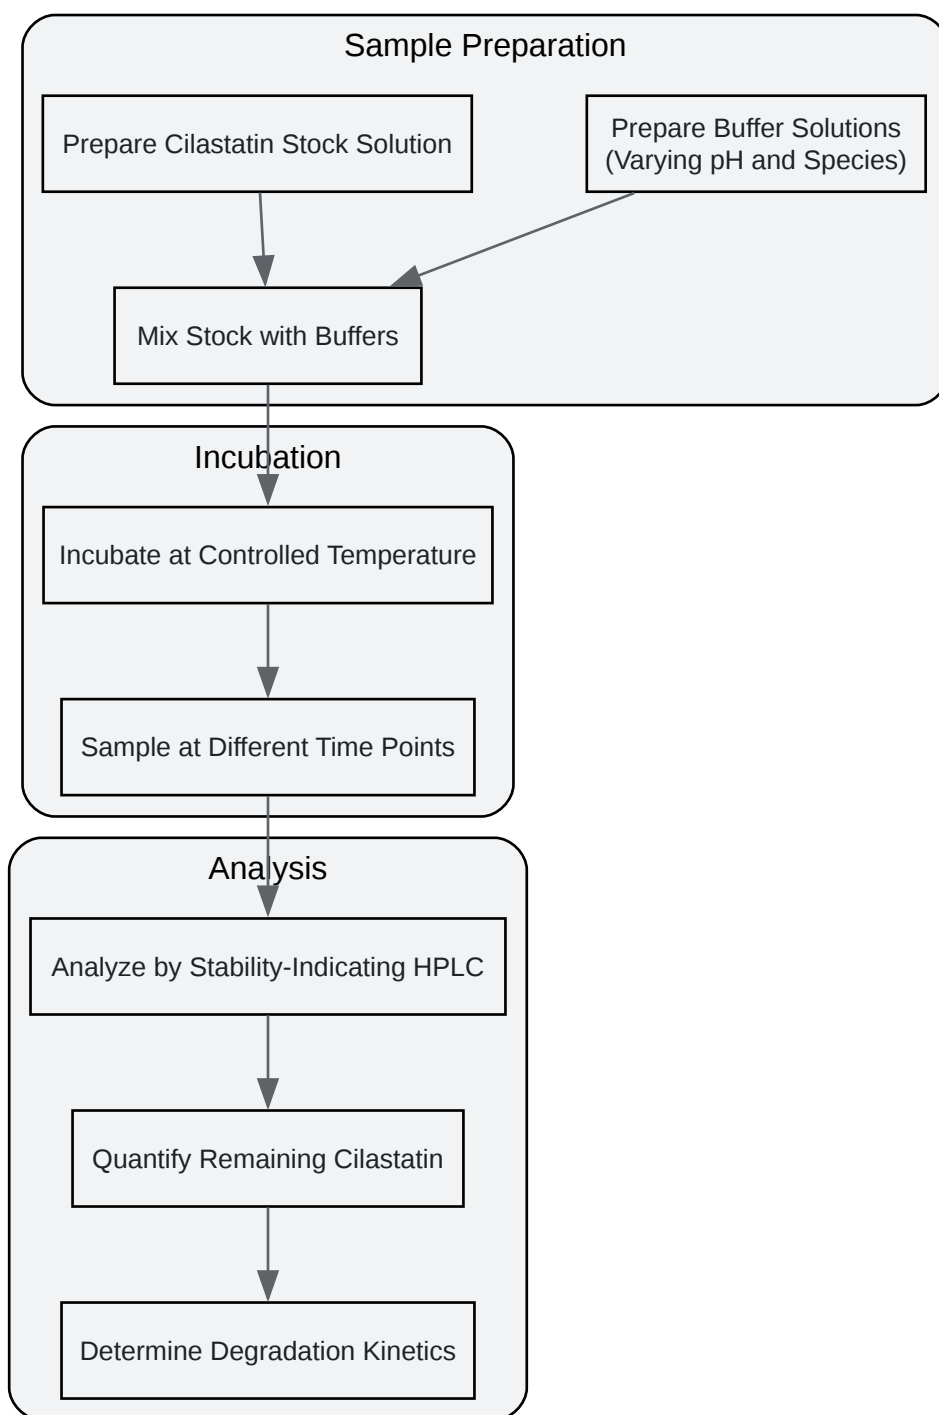 Sample Preparation
Prepare Cilastatin Stock Solution
Prepare Buffer Solutions
(Varying pH and Species)
Mix Stock with Buffers
Incubation
Incubate at Controlled Temperature
Sample at Different Time Points
Analysis
Analyze by Stability-Indicating HPLC
Quantify Remaining Cilastatin
Determine Degradation Kinetics